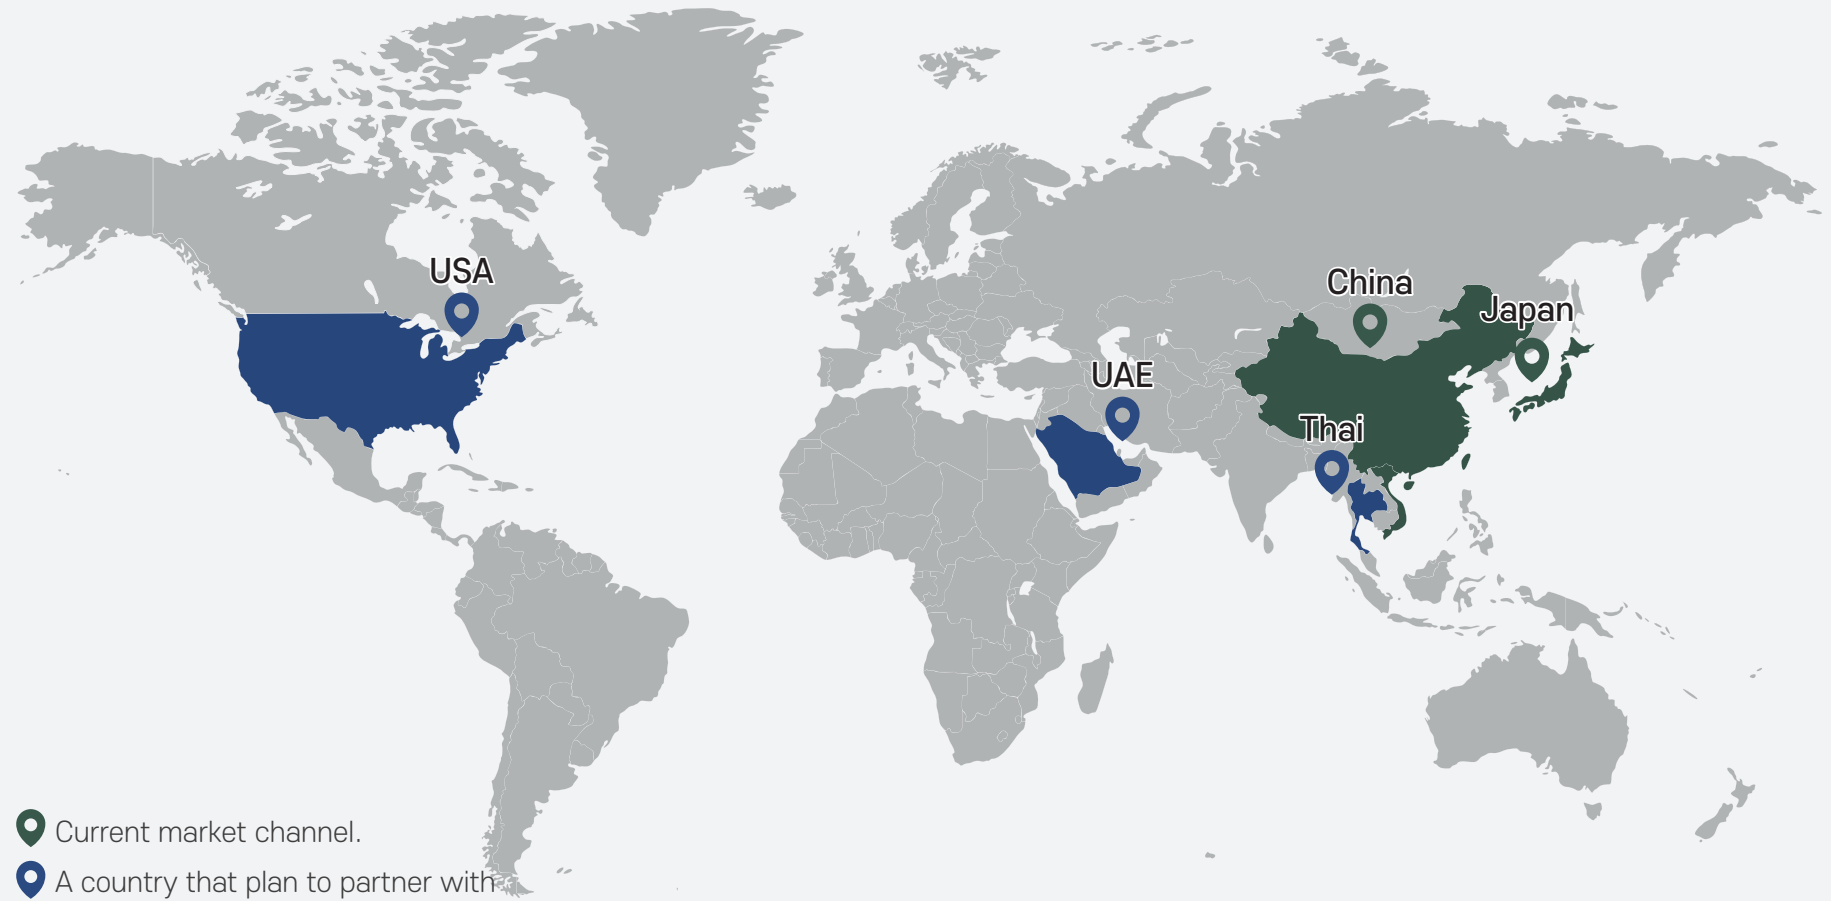 USA
China
Japan
UAE
Thai
Current market channel.
A country that plan to partner with